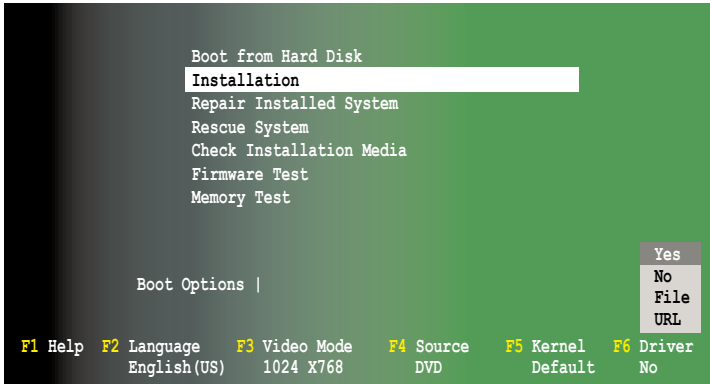 Boot from Hard Disk
Installation
Repair Installed System
Rescue System
Check Installation Media
Firmware Test
Memory Test
Yes
No
File
URL
Boot Options |
F1 Help F2 Language F3 Video Mode F4 Source F5 Kernel F6 Driver
English(US) 1024 X768 DVD Default No